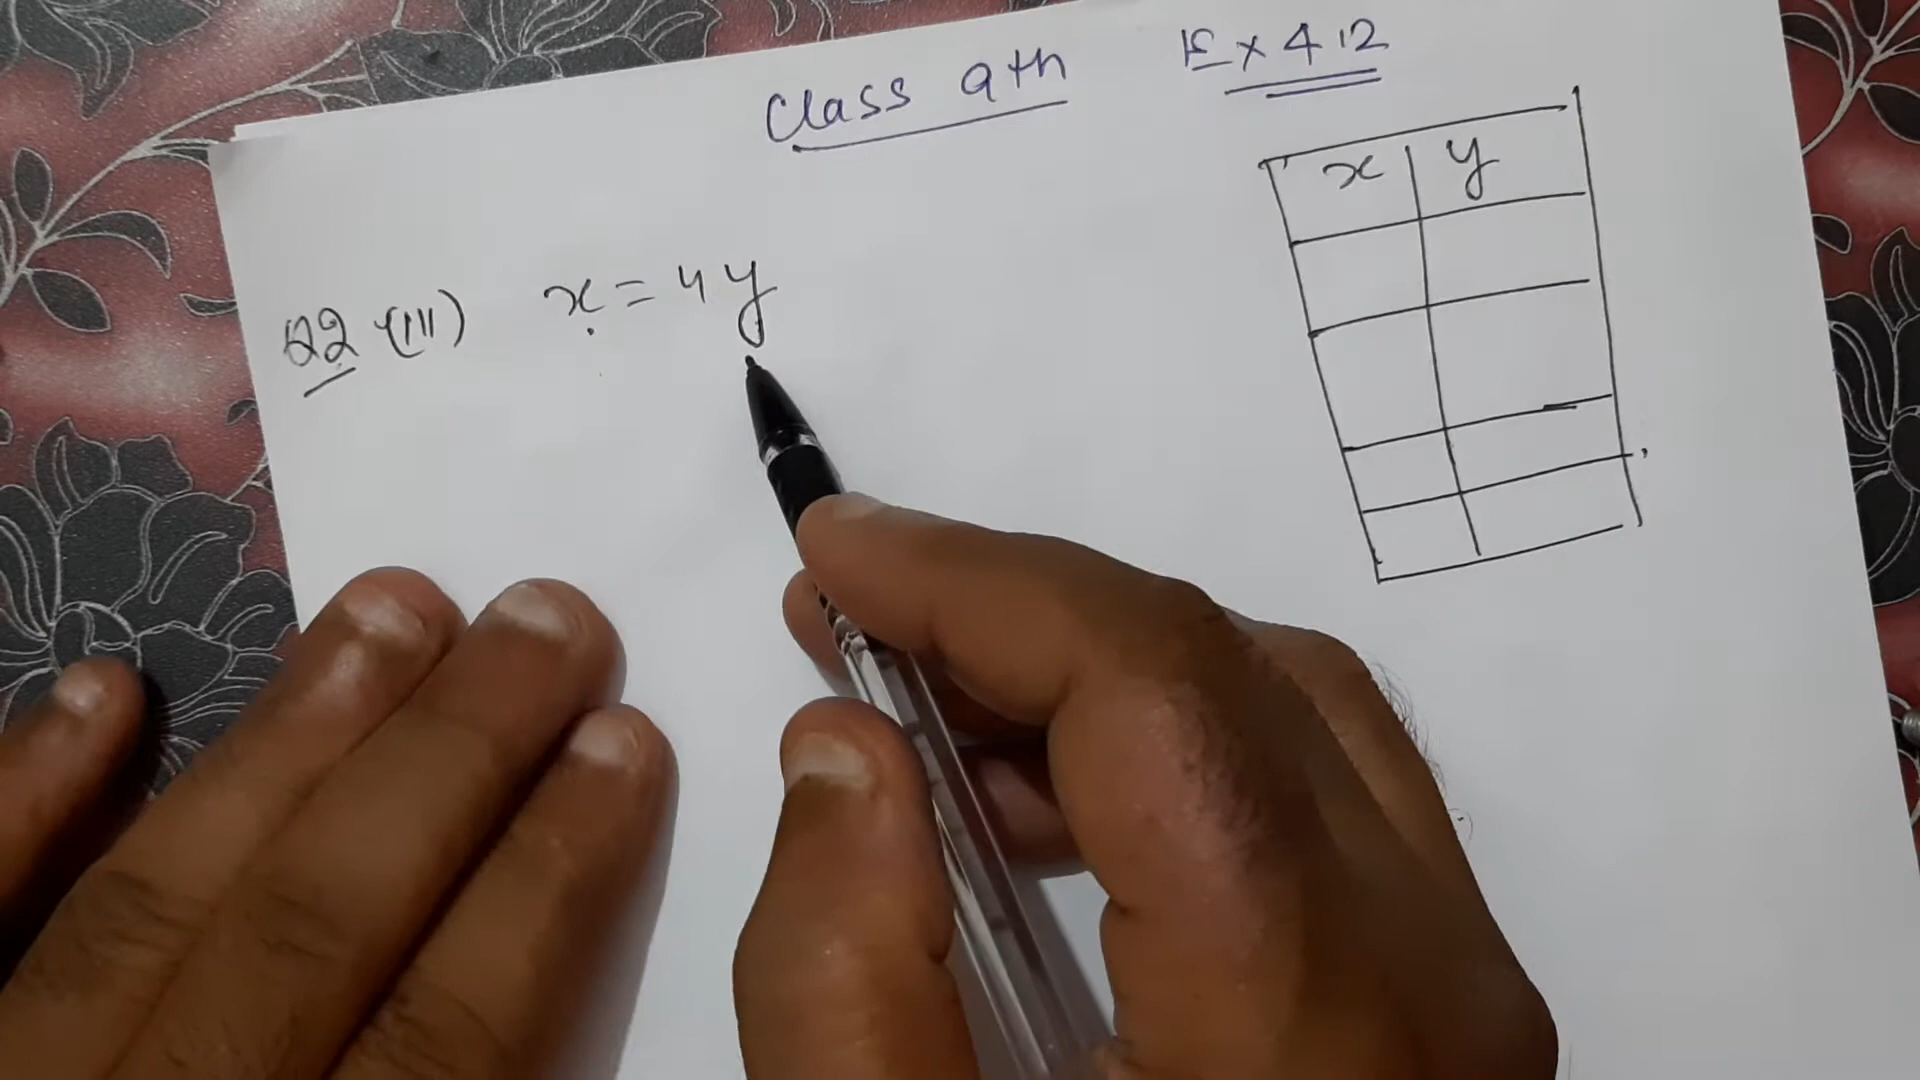 Class 9th Ex 4.2
x y
Q2 (III) x = 4y